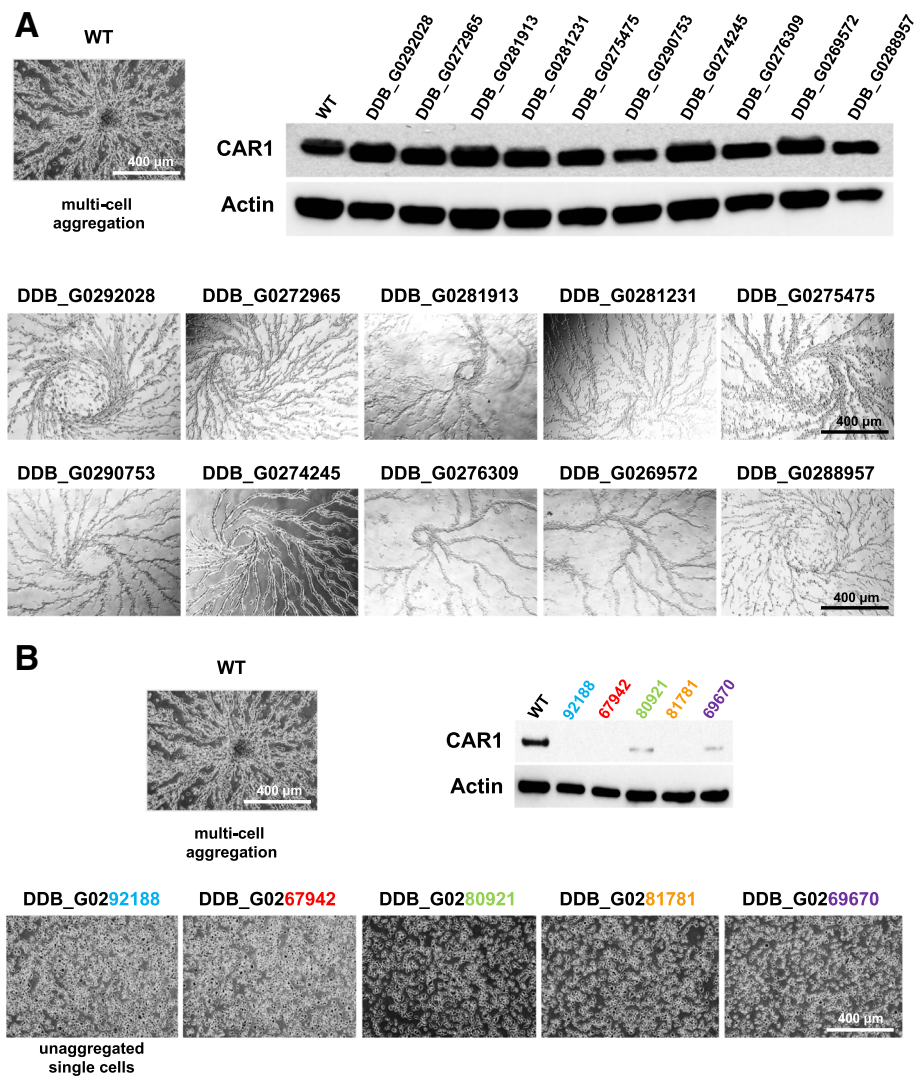 A
WT
400 µm
multi-cell
aggregation
WT
DDB_G0292028
DDB_G0272965
DDB_G0281913
DDB_G0281231
DDB_G0275475
DDB_G0290753
DDB_G0274245
DDB_G0276309
DDB_G0269572
DDB_G0288957
CAR1
Actin
DDB_G0292028 DDB_G0272965 DDB_G0281913 DDB_G0281231 DDB_G0275475
400 µm
DDB_G0290753 DDB_G0274245 DDB_G0276309 DDB_G0269572 DDB_G0288957
400 µm
B
WT
400 µm
multi-cell
aggregation
WT
92188
67942
80921
81781
69670
CAR1
Actin
DDB_G0292188 DDB_G0267942 DDB_G0280921 DDB_G0281781 DDB_G0269670
400 µm
unaggregated
single cells